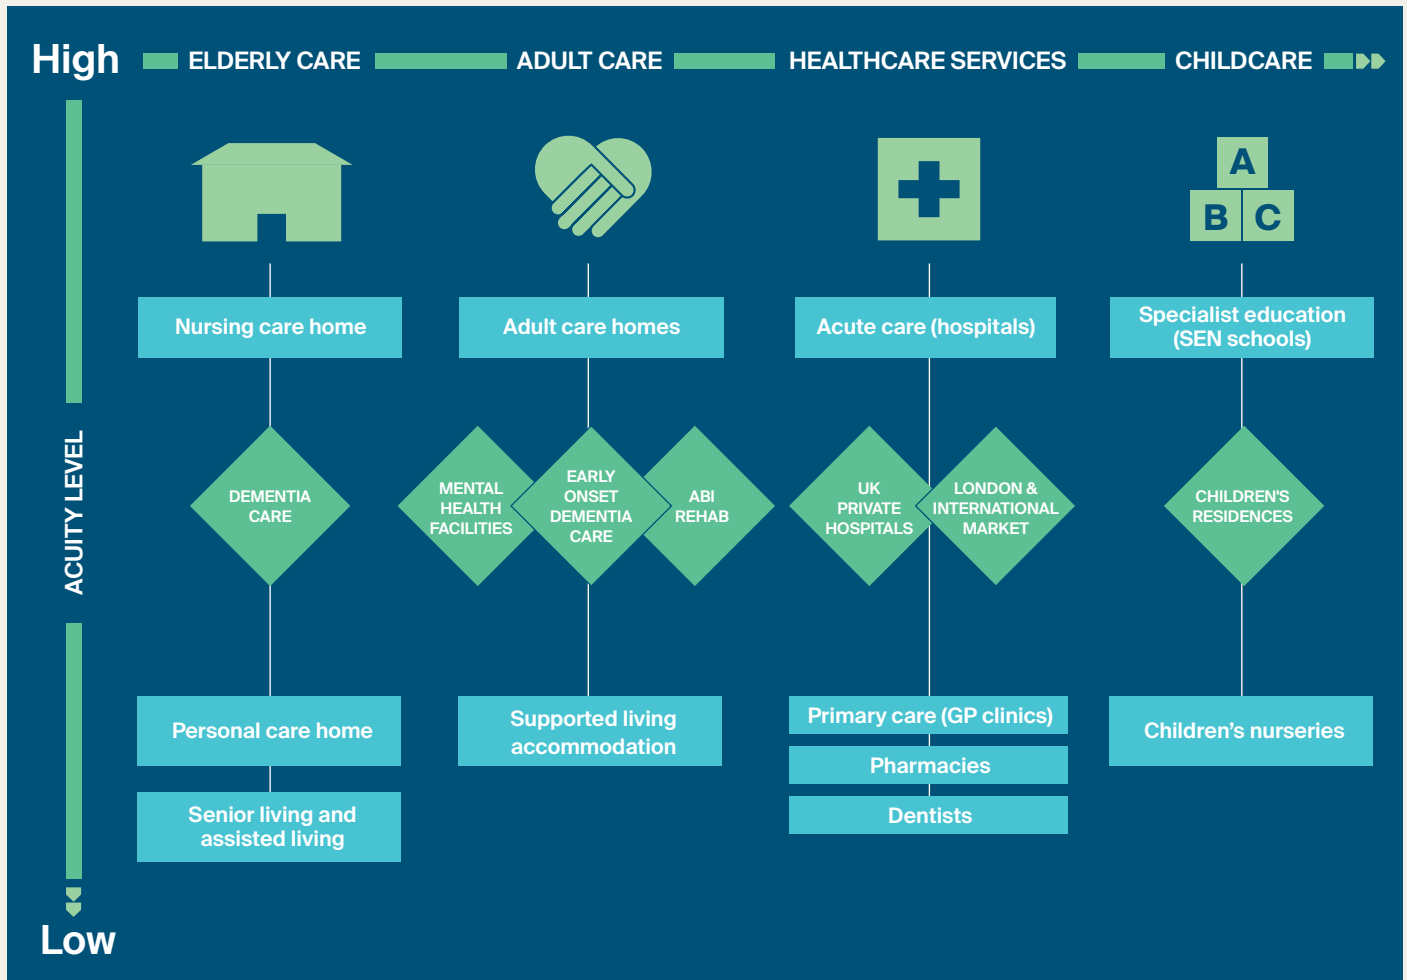 High
ELDERLY CARE
ADULT CARE
HEALTHCARE SERVICES
CHILDCARE
A
B C
Nursing care home
Adult care homes
Acute care (hospitals)
Specialist education
(SEN schools)
ACUITY LEVEL
DEMENTIA
CARE
MENTAL
HEALTH
FACILITIES
EARLY
ONSET
DEMENTIA
CARE
ABI
REHAB
UK
PRIVATE
HOSPITALS
LONDON &
INTERNATIONAL
MARKET
CHILDREN'S
RESIDENCES
Personal care home
Supported living
accommodation
Primary care (GP clinics)
Children’s nurseries
Pharmacies
Senior living and
assisted living
Dentists
Low